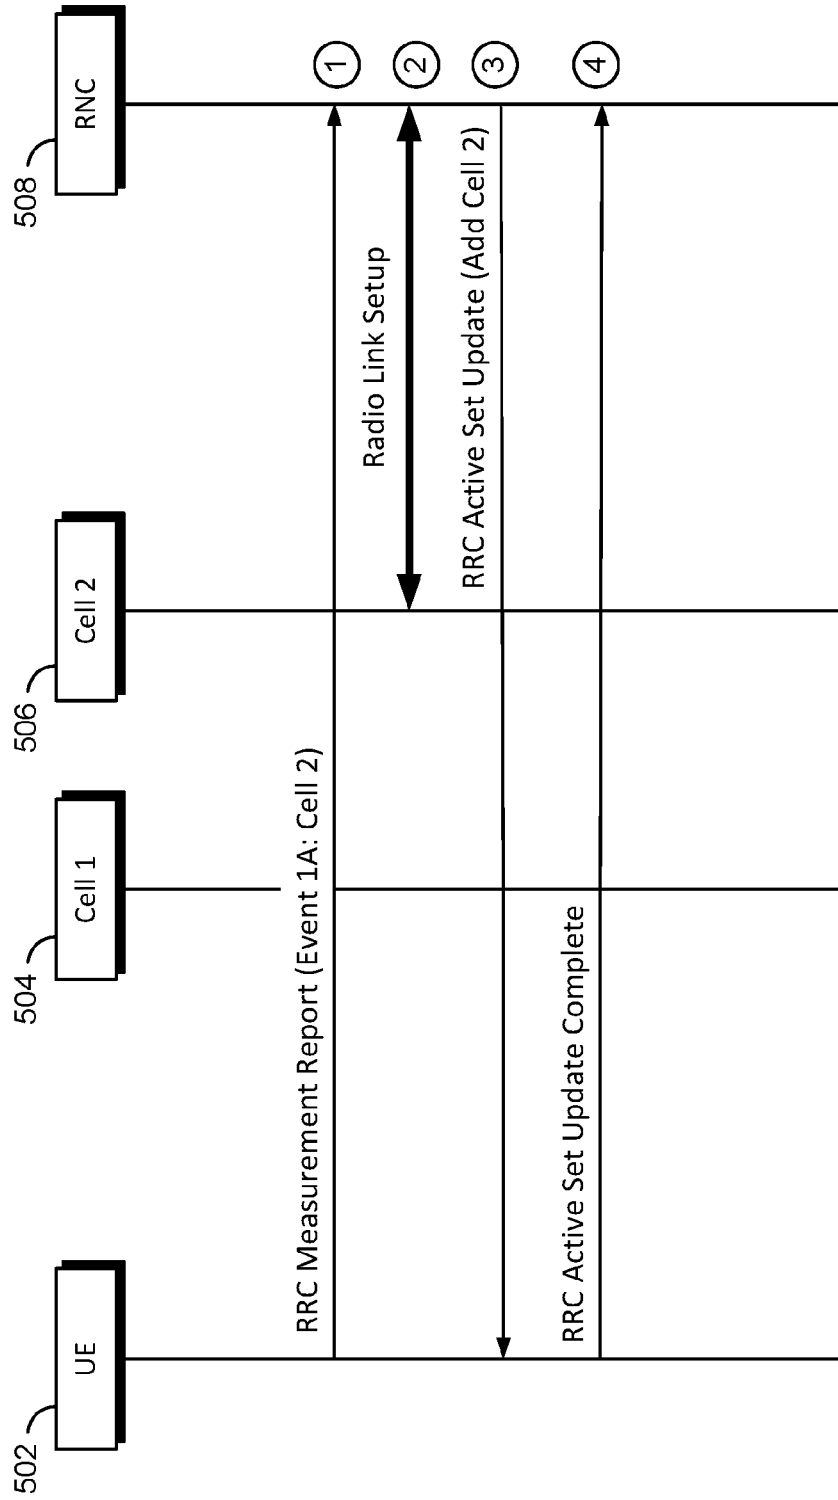 502
UE
504
Cell 1
506
Cell 2
508
RNC
RRC Measurement Report (Event 1A: Cell 2)
1
Radio Link Setup
2
RRC Active Set Update (Add Cell 2)
3
RRC Active Set Update Complete
4